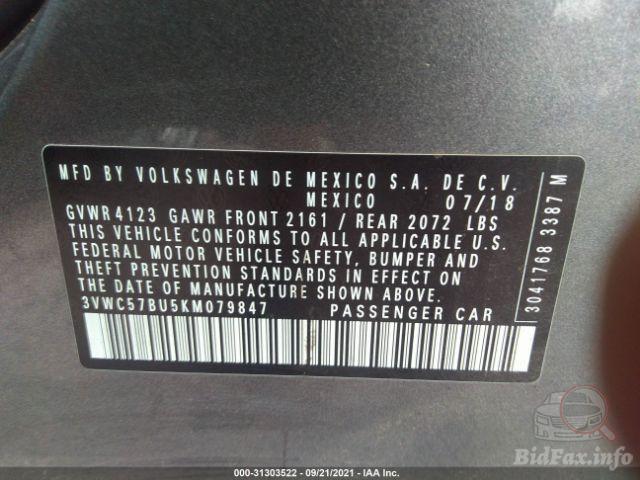 MFD BY VOLKSWAGEN DE MEXICO S.A. DE C.V.
MEXICO 07/18
GVWR 4123 GAWR FRONT 2161 / REAR 2072 LBS
THIS VEHICLE CONFORMS TO ALL APPLICABLE U.S.
FEDERAL MOTOR VEHICLE SAFETY, BUMPER AND
THEFT PREVENTION STANDARDS IN EFFECT ON
THE DATE OF MANUFACTURE SHOWN ABOVE.
3VWC57BU5KM079847 PASSENGER CAR
3041768 3387 M
BidFax.info
000-31303522 - 09/21/2021 - IAA Inc.